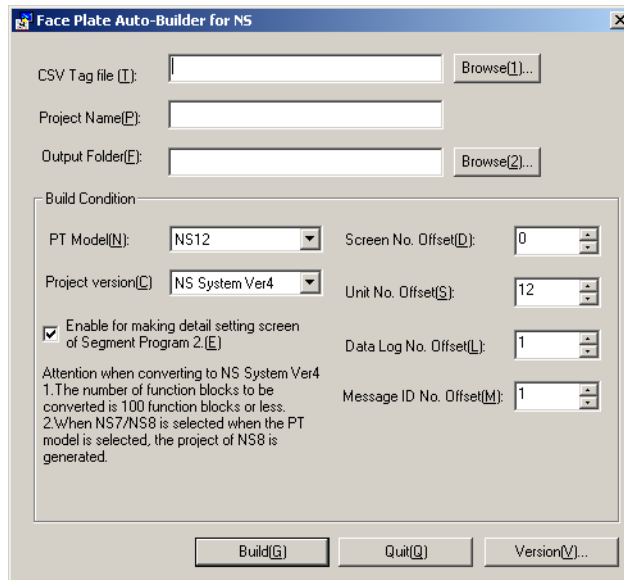 Face Plate Auto-Builder for NS
CSV Tag file (T):
Browse(1)...
Project Name(P):
Output Folder(F):
Browse(2)...
Build Condition
PT Model(N):
NS12
Screen No. Offset(D):
0
Project version(C)
NS System Ver4
Unit No. Offset(S):
12
Enable for making detail setting screen
of Segment Program 2.(E)
Data Log No. Offset(L):
1
Attention when converting to NS System Ver4
1.The number of function blocks to be
converted is 100 function blocks or less.
2.When NS7/NS8 is selected when the PT
model is selected, the project of NS8 is
generated.
Message ID No. Offset(M):
1
Build(G)
Quit(Q)
Version(V)...